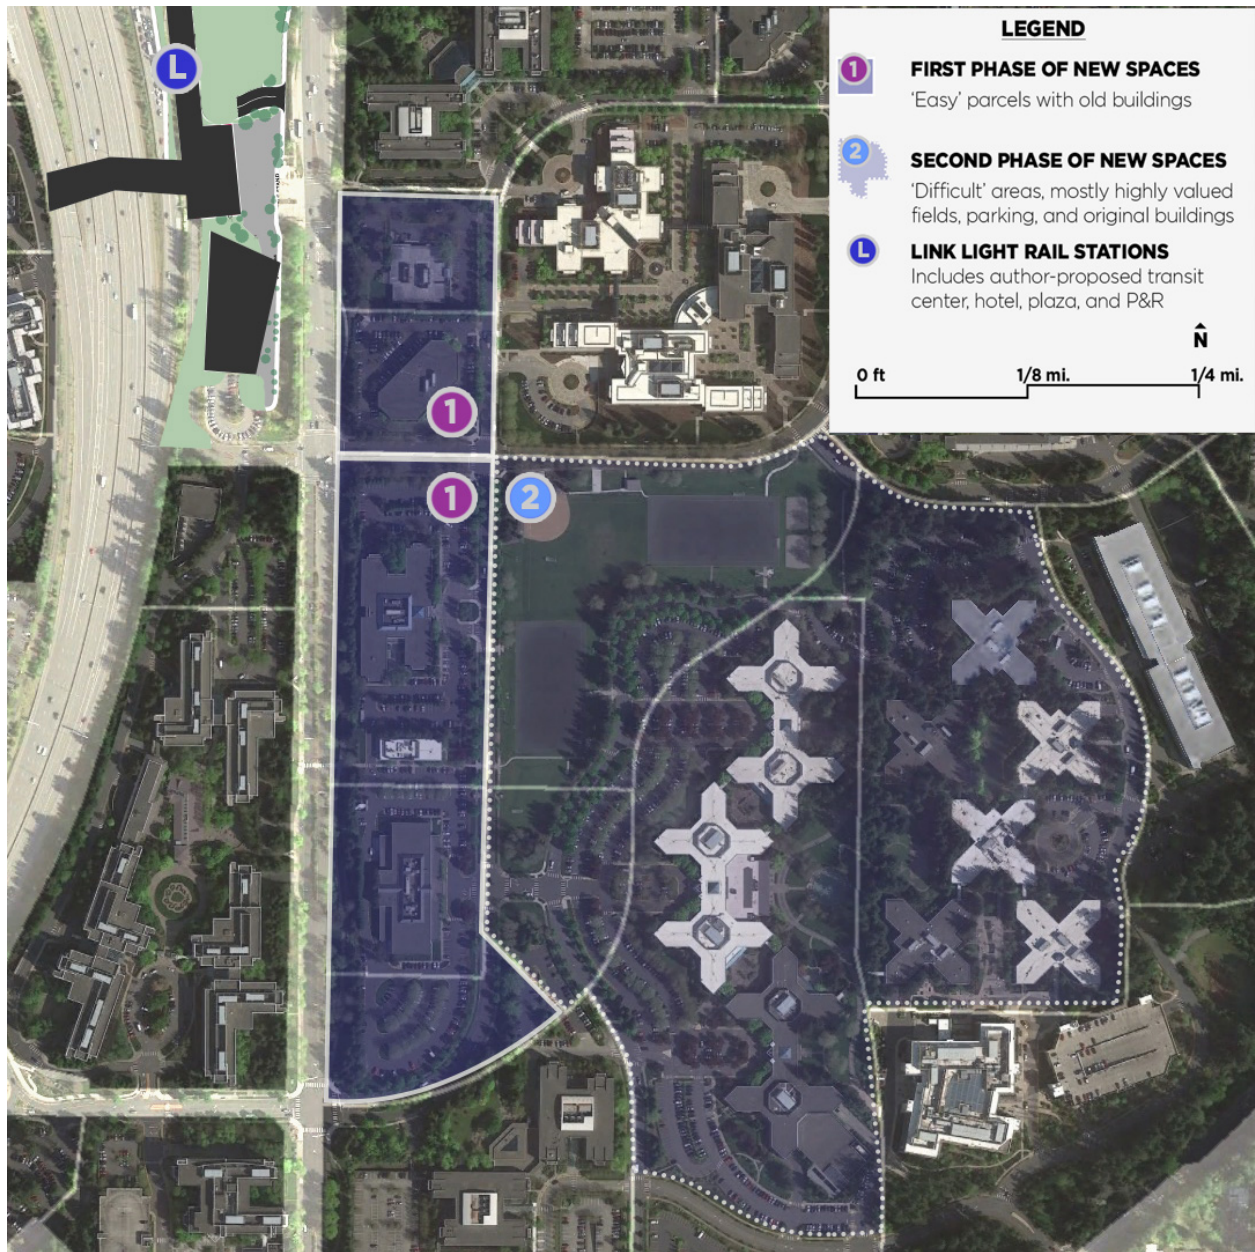 L
LEGEND
1
FIRST PHASE OF NEW SPACES
'Easy' parcels with old buildings
2
SECOND PHASE OF NEW SPACES
'Difficult' areas, mostly highly valued
fields, parking, and original buildings
L
LINK LIGHT RAIL STATIONS
Includes author-proposed transit
center, hotel, plaza, and P&R
N
0 ft 1/8 mi. 1/4 mi.
1
1
2